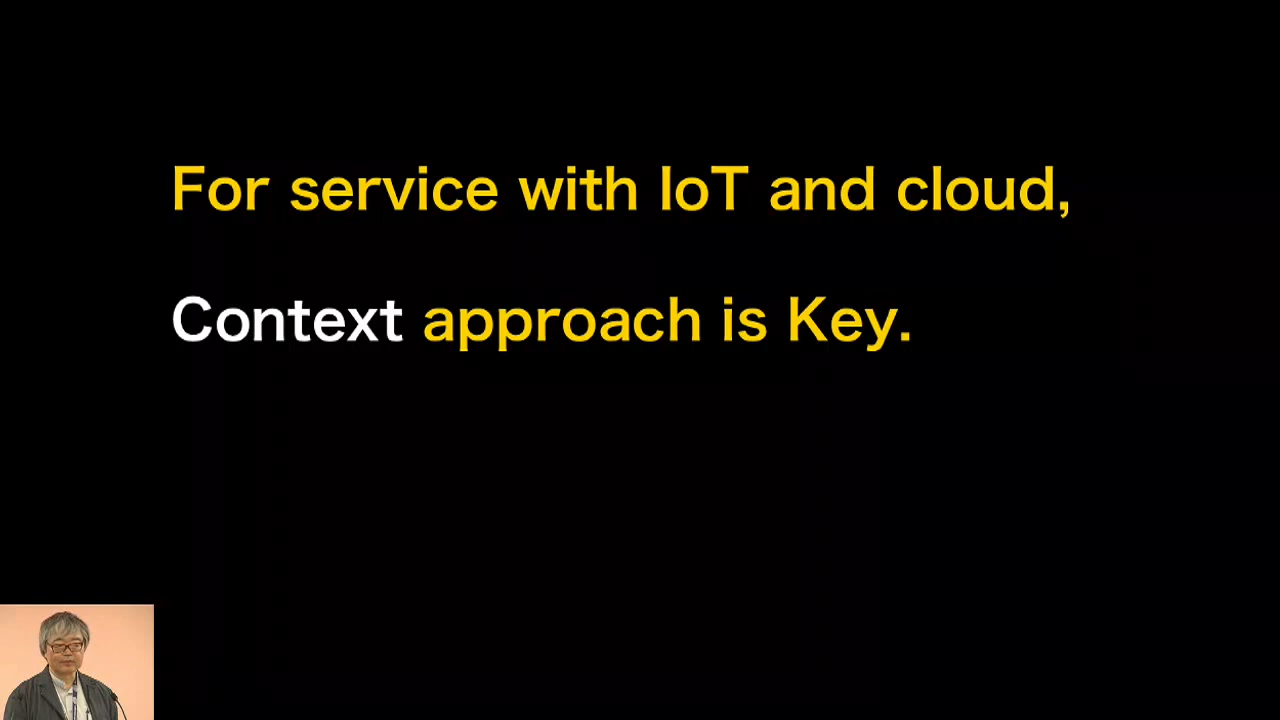 For service with IoT and cloud,
Context approach is Key.